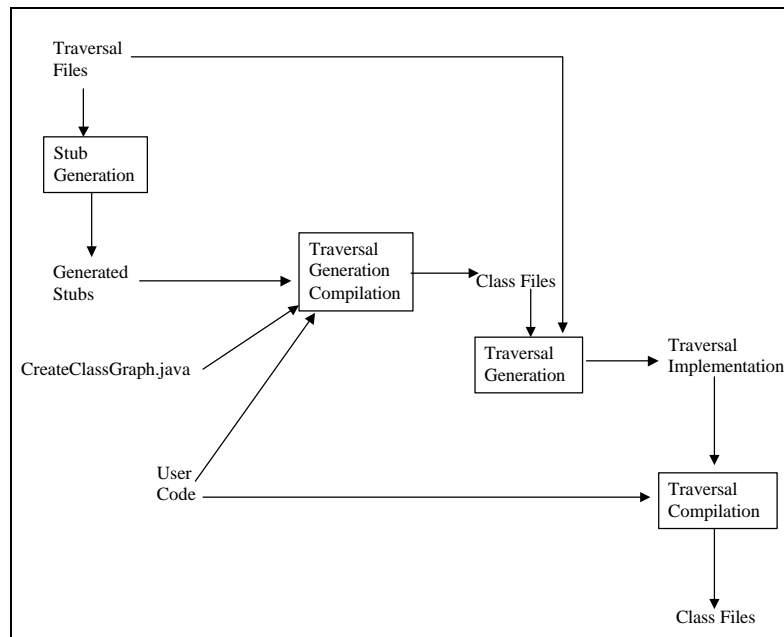 Traversal
Files
Stub
Generation
Generated
Stubs
Traversal
Generation
Compilation
Class Files
CreateClassGraph.java
Traversal
Generation
Traversal
Implementation
User
Code
Traversal
Compilation
Class Files